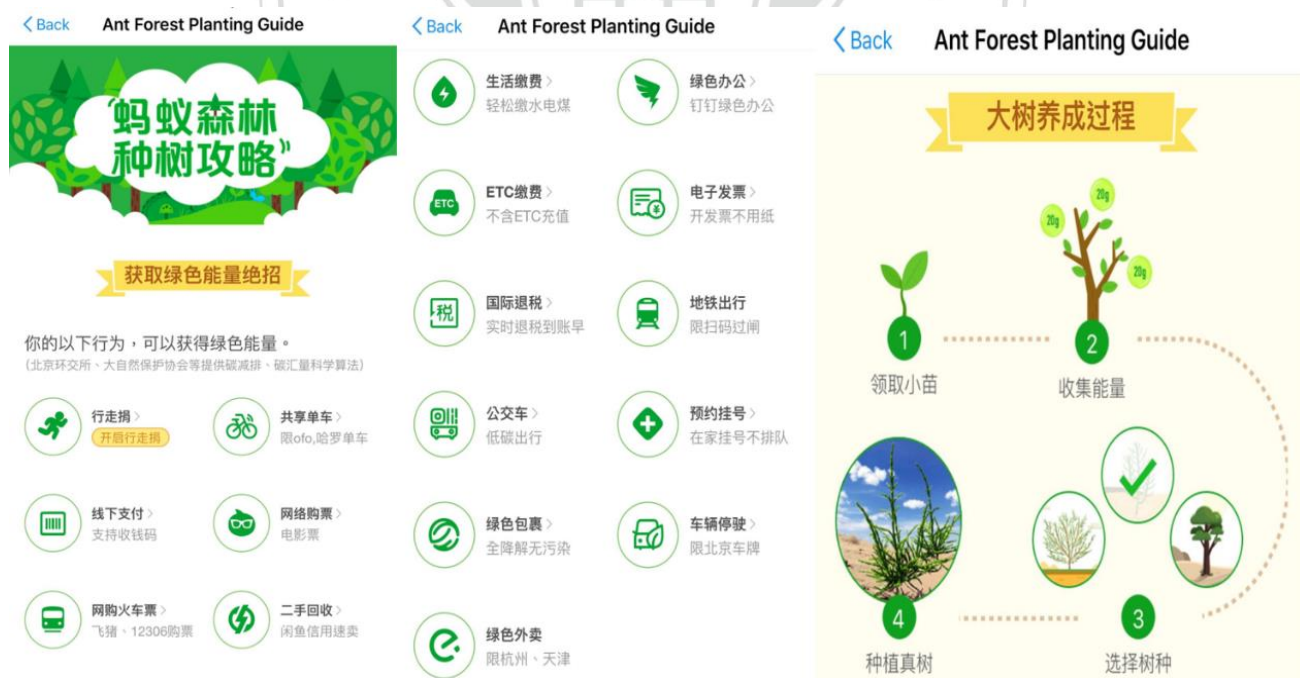 Back
Ant Forest Planting Guide
“蚂蚁森林
种树攻略”
获取绿色能量绝招
你的以下行为，可以获得绿色能量。
(北京环交所、大自然保护协会等提供碳减排、碳汇量科学算法)
行走捐
开启行走捐
共享单车
限ofo,哈罗单车
线下支付
支持收钱码
网络购票
电影票
网购火车票
飞猪、12306购票
二手回收
闲鱼信用速卖
Back
Ant Forest Planting Guide
生活缴费
轻松缴水电煤
绿色办公
钉钉绿色办公
ETC
ETC缴费
不含ETC充值
电子发票
开发票不用纸
税
国际退税
实时退税到账早
地铁出行
限扫码过闸
公交车
低碳出行
预约挂号
在家挂号不排队
绿色包裹
全降解无污染
车辆停驶
限北京车牌
绿色外卖
限杭州、天津
Back
Ant Forest Planting Guide
大树养成过程
20g
20g
20g
1
领取小苗
2
收集能量
3
选择树种
4
种植真树